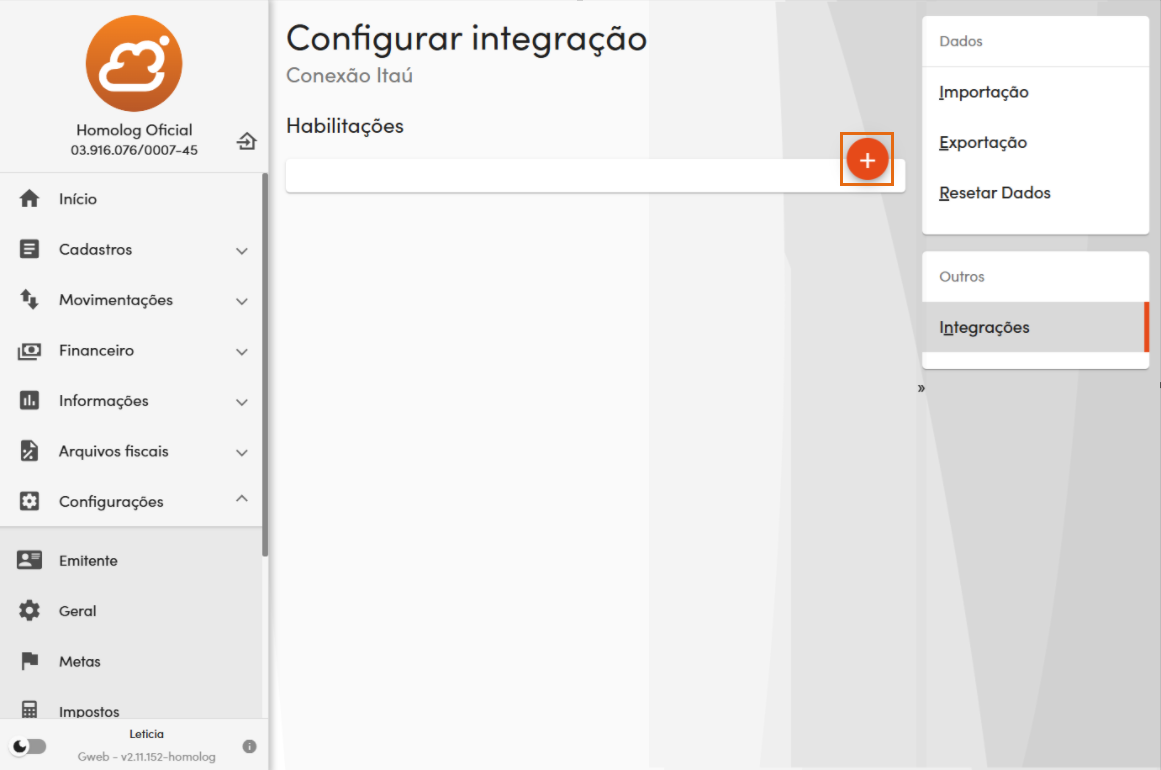 Homolog Oficial
03.916.076/0007-45
Início
Cadastros
Movimentações
Financeiro
Informações
Arquivos fiscais
Configurações
Emitente
Geral
Metas
Impostos
Leticia
Gweb - v2.11.152-homolog
Configurar integração
Conexão Itaú
Habilitações
+
Dados
Importação
Exportação
Resetar Dados
Outros
Integrações
»